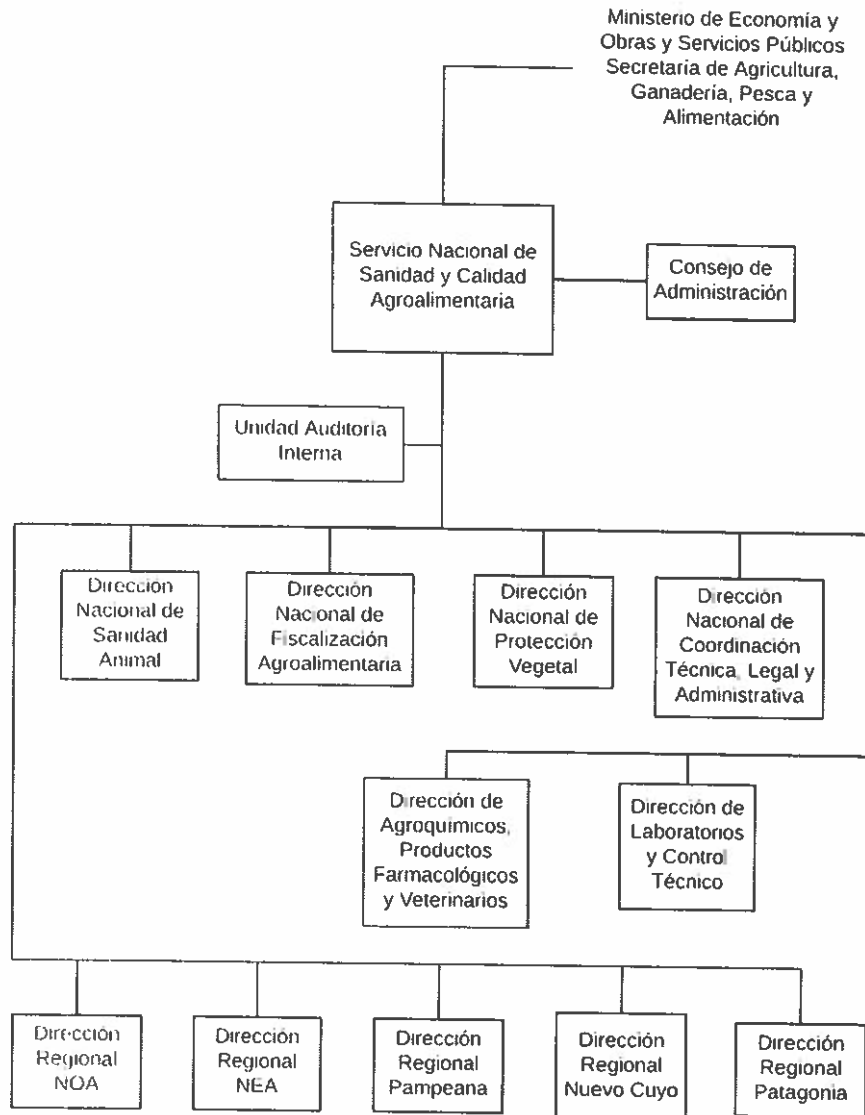 Ministerio de Economía y
Obras y Servicios Públicos
Secretaría de Agricultura,
Ganadería, Pesca y
Alimentación
Servicio Nacional de
Sanidad y Calidad
Agroalimentaria
Consejo de
Administración
Unidad Auditoría
Interna
Dirección
Nacional de
Sanidad
Animal
Dirección
Nacional de
Fiscalización
Agroalimentaria
Dirección
Nacional de
Protección
Vegetal
Dirección
Nacional de
Coordinación
Técnica, Legal y
Administrativa
Dirección de
Agroquímicos,
Productos
Farmacológicos
y Veterinarios
Dirección de
Laboratorios
y Control
Técnico
Dirección
Regional
NOA
Dirección
Regional
NEA
Dirección
Regional
Pampeana
Dirección
Regional
Nuevo Cuyo
Dirección
Regional
Patagonia